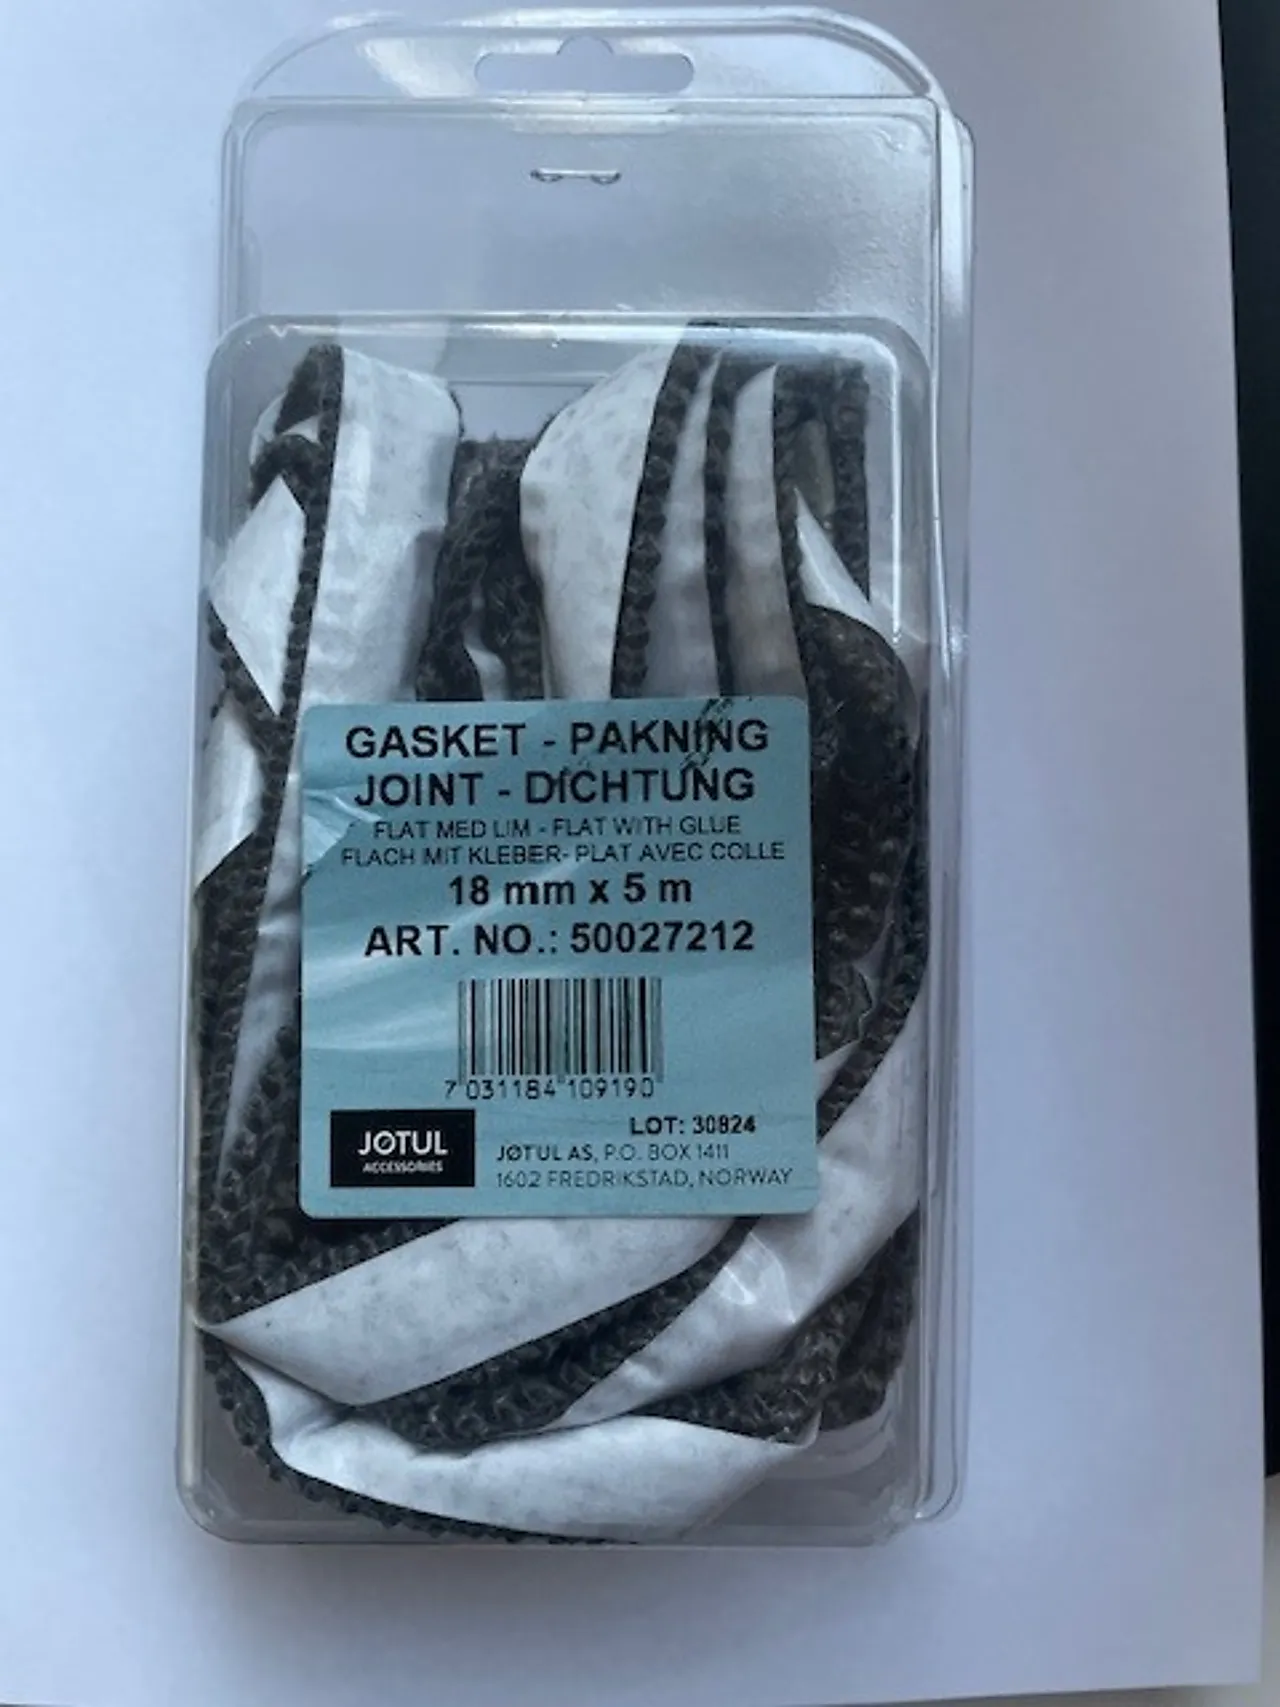 GASKET - PAKNING
JOINT - DICHTUNG
FLAT MED LIM - FLAT WITH GLUE
FLACH MIT KLEBER- PLAT AVEC COLLE
18 mm x 5 m
ART. NO.: 50027212
7 031184 109190
LOT: 30824
JØTUL
ACCESSORIES
JØTUL AS, P.O. BOX 1411
1602 FREDRIKSTAD, NORWAY